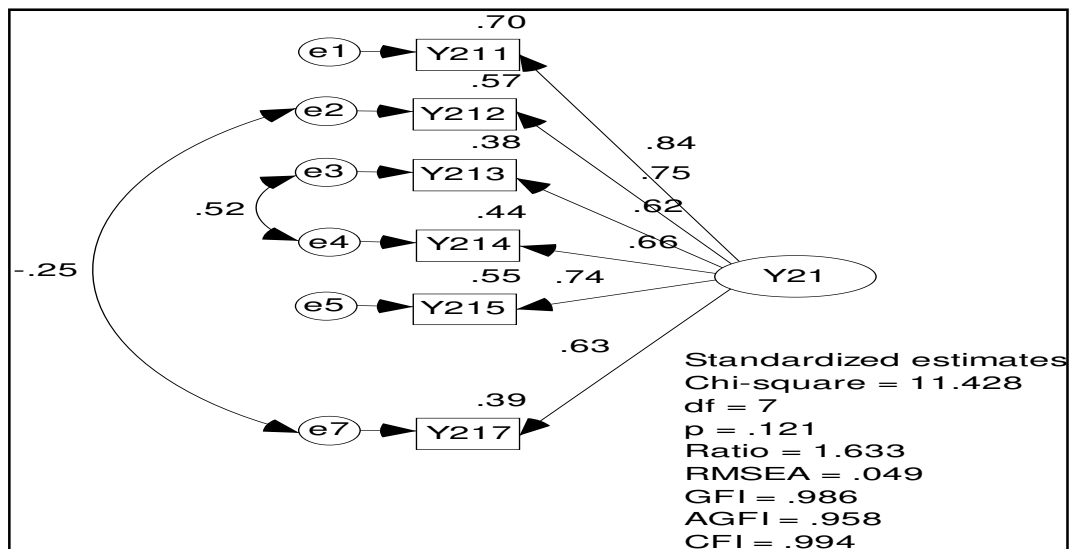 .70
e1
Y211
.57
e2
Y212
.84
.38
.75
e3
Y213
.52
.44
.62
e4
Y214
.66
-.25
.55
.74
Y21
e5
Y215
.63
.39
e7
Y217
Standardized estimates
Chi-square = 11.428
df = 7
p = .121
Ratio = 1.633
RMSEA = .049
GFI = .986
AGFI = .958
CFI = .994